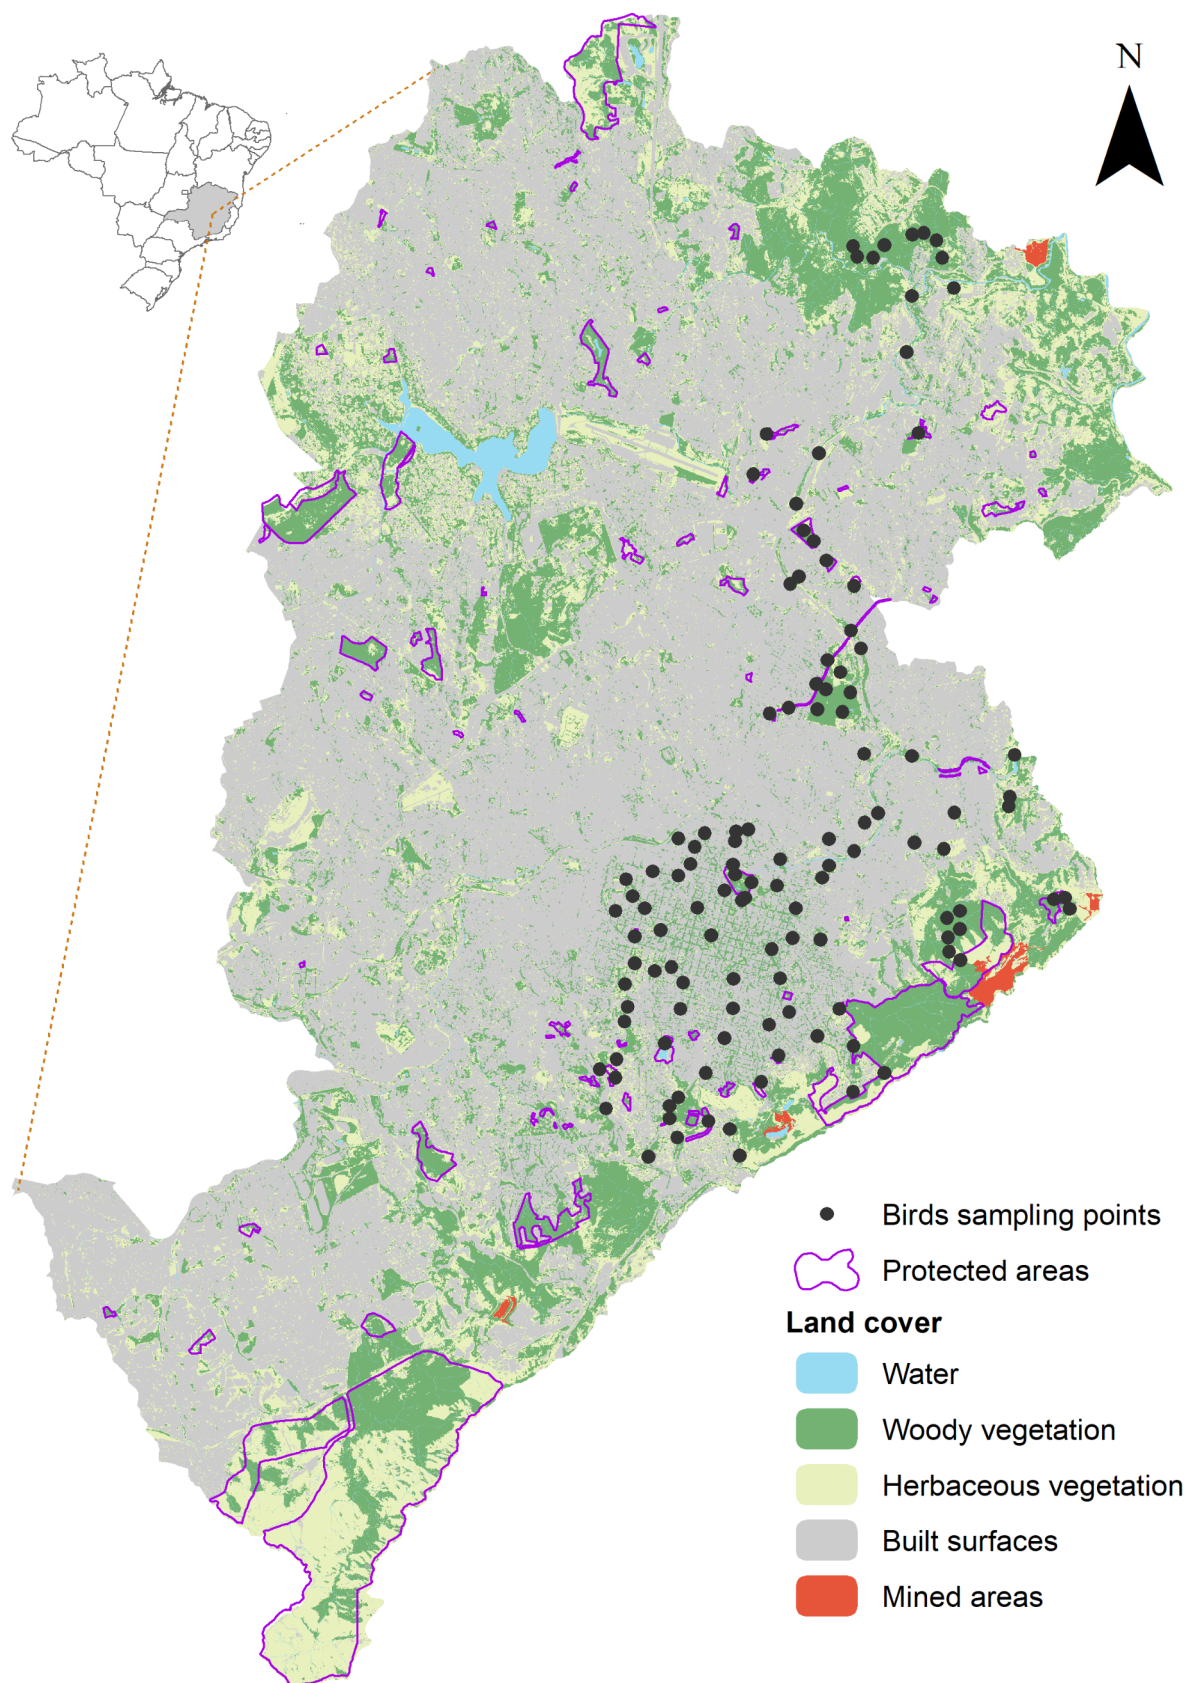 N
Birds sampling points
Protected areas
Land cover
Water
Woody vegetation
Herbaceous vegetation
Built surfaces
Mined areas